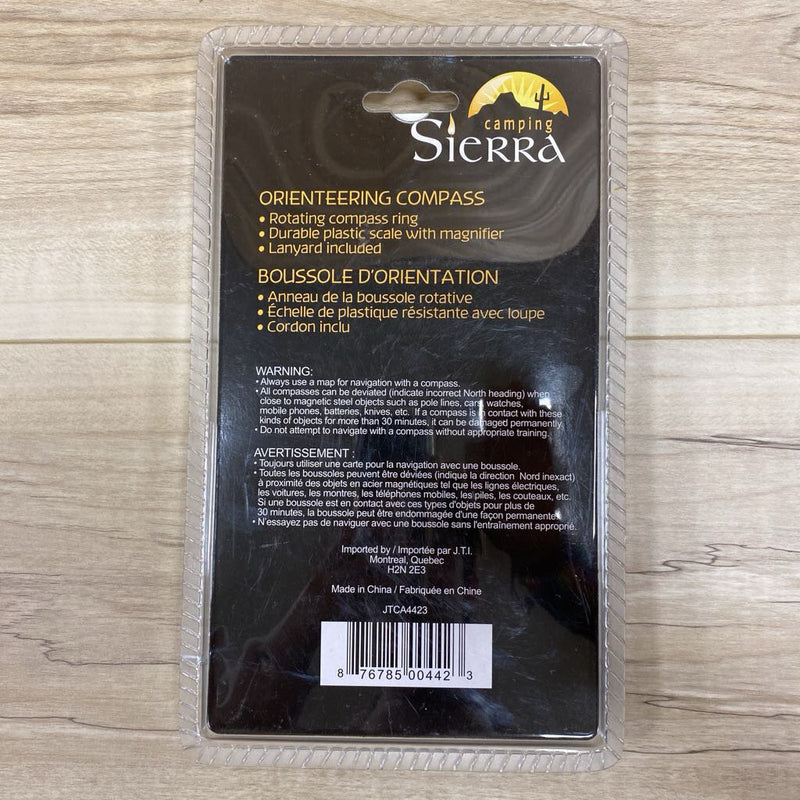 camping
Sierra
ORIENTEERING COMPASS
• Rotating compass ring
• Durable plastic scale with magnifier
• Lanyard included
BOUSSOLE D'ORIENTATION
• Anneau de la boussole rotative
• Échelle de plastique résistante avec loupe
• Cordon inclu
WARNING:
• Always use a map for navigation with a compass.
• All compasses can be deviated (indicate incorrect North heading) when
close to magnetic steel objects such as pole lines, cars, watches,
mobile phones, batteries, knives, etc. If a compass is in contact with these
kinds of objects for more than 30 minutes, it can be damaged permanently
• Do not attempt to navigate with a compass without appropriate training.
AVERTISSEMENT :
• Toujours utiliser une carte pour la navigation avec une boussole.
• Toutes les boussoles peuvent être déviées (indique la direction Nord inexact)
à proximité des objets en acier magnétiques tel que les lignes électriques,
les voitures, les montres, les téléphones mobiles, les piles, les couteaux, etc.
Si une boussole est en contact avec ces types d'objets pour plus de
30 minutes, la boussole peut être endommagée d'une façon permanente.
• N'essayez pas de naviguer avec une boussole sans l'entraînement approprié.
Imported by / Importée par J.T.I.
Montreal, Quebec
H2N 2E3
Made in China / Fabriquée en Chine
JTCA4423
8 76785 00442 3